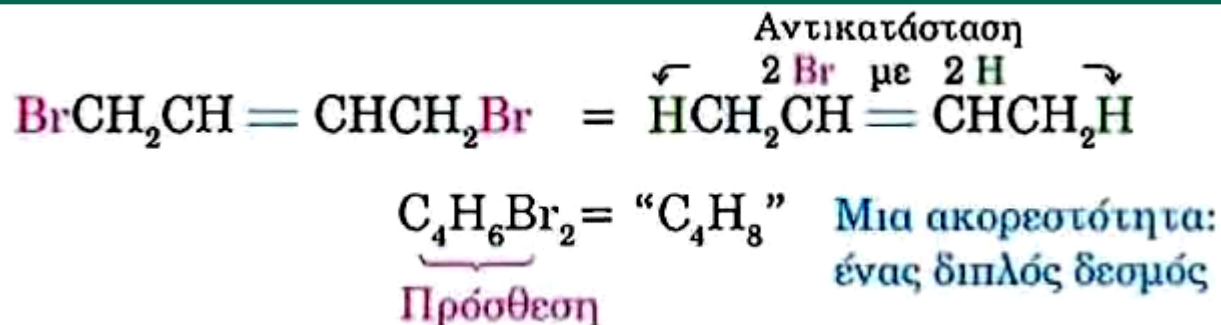 Αντικατάσταση
2 Br με 2 H
BrCH₂CH = CHCH₂Br = HCH₂CH = CHCH₂H
C₄H₆Br₂ = “C₄H₈” Μια ακορεστότητα:
ένας διπλός δεσμός
Πρόσθεση